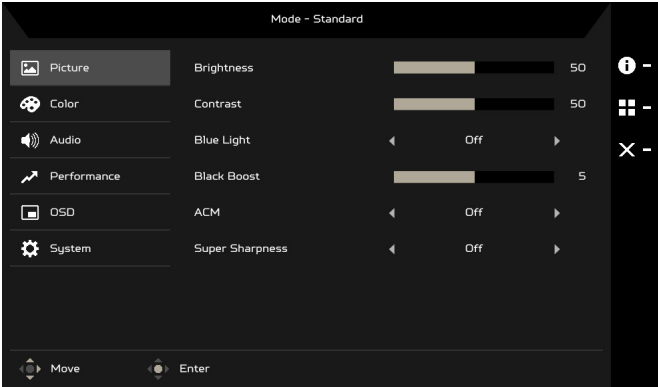 Mode - Standard
Picture
Brightness 50
Color
Contrast 50
Audio
Blue Light Off
Performance
Black Boost 5
OSD
ACM Off
System
Super Sharpness Off
Move Enter